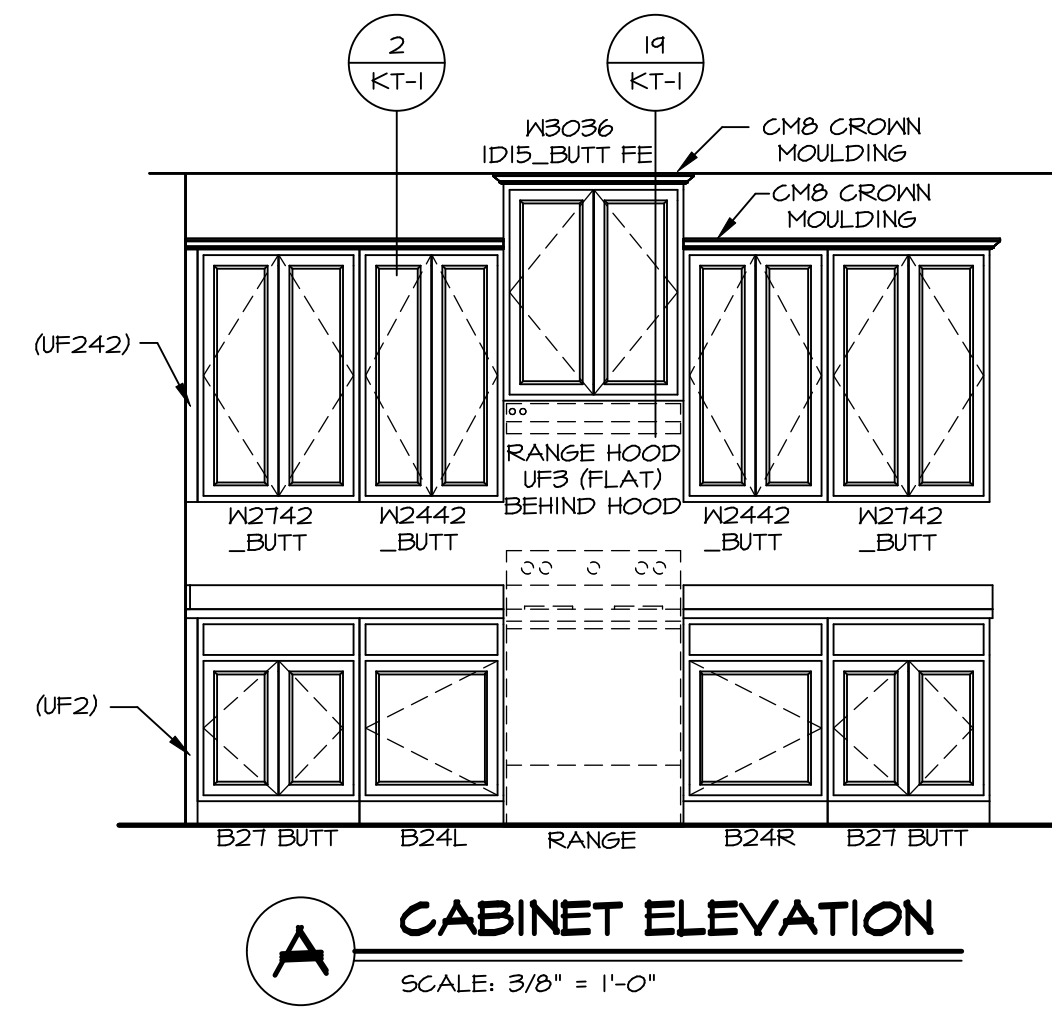 2
KT-1
19
KT-1
W3036
1D15_BUTT FE
CM8 CROWN
MOULDING
CM8 CROWN
MOULDING
(UF242)
RANGE HOOD
UF3 (FLAT)
BEHIND HOOD
W2742
_BUTT
W2442
_BUTT
W2442
_BUTT
W2742
_BUTT
(UF2)
B27 BUTT
B24L
RANGE
B24R
B27 BUTT
A
CABINET ELEVATION
SCALE: 3/8" = 1'-0"